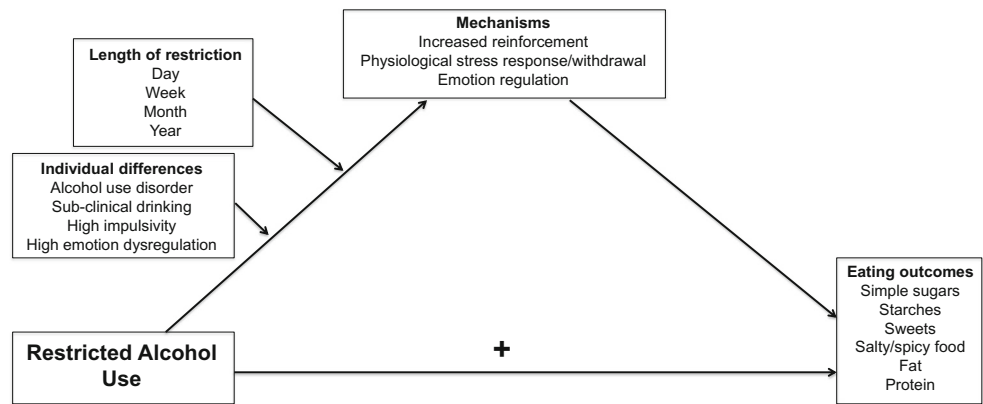 Mechanisms
Increased reinforcement
Physiological stress response/withdrawal
Emotion regulation
Length of restriction
Day
Week
Month
Year
Individual differences
Alcohol use disorder
Sub-clinical drinking
High impulsivity
High emotion dysregulation
Eating outcomes
Simple sugars
Starches
Sweets
Salty/spicy food
Fat
Protein
Restricted Alcohol
Use
+